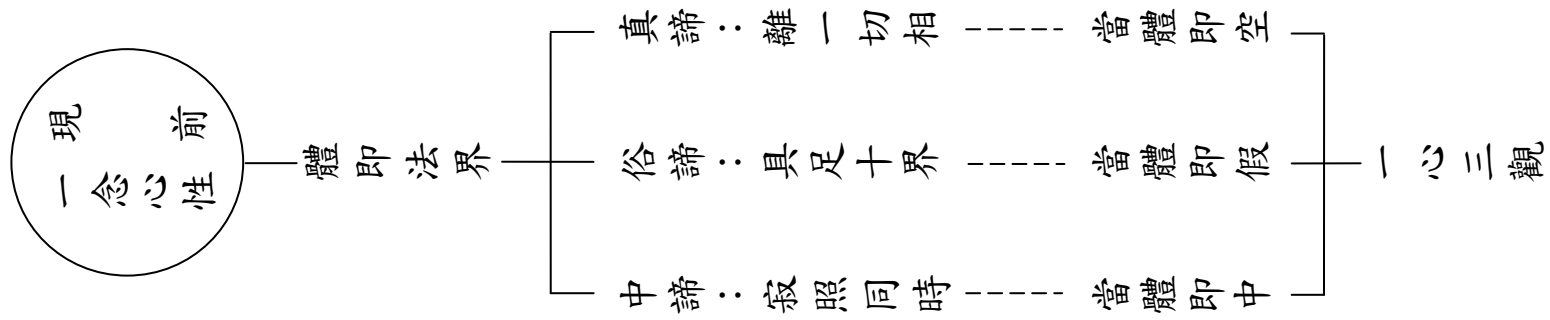 現前
一念心性
體即法界
真諦：離一切相
當體即空
俗諦：具足十界
當體即假
中諦：寂照同時
當體即中
一心三觀